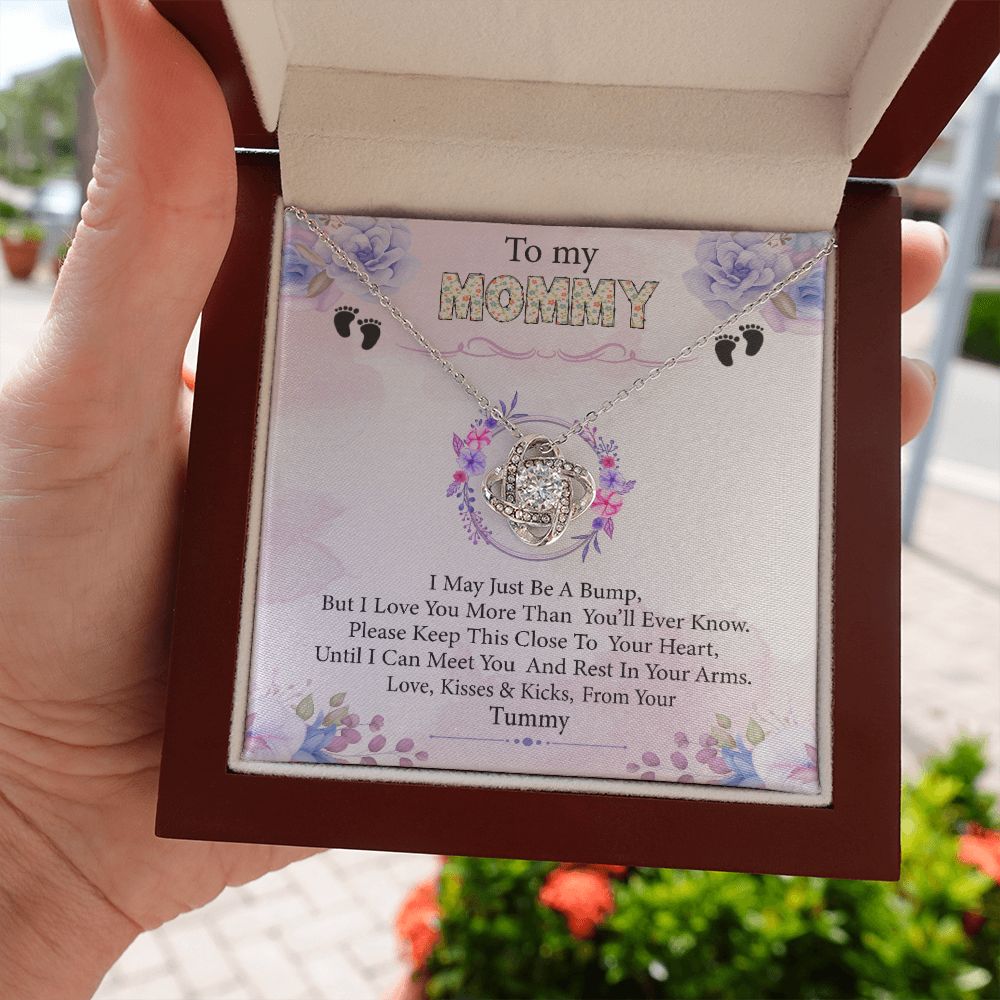 To my
MOMMY
I May Just Be A Bump,
But I Love You More Than You'll Ever Know.
Please Keep This Close To Your Heart,
Until I Can Meet You And Rest In Your Arms.
Love, Kisses & Kicks, From Your
Tummy